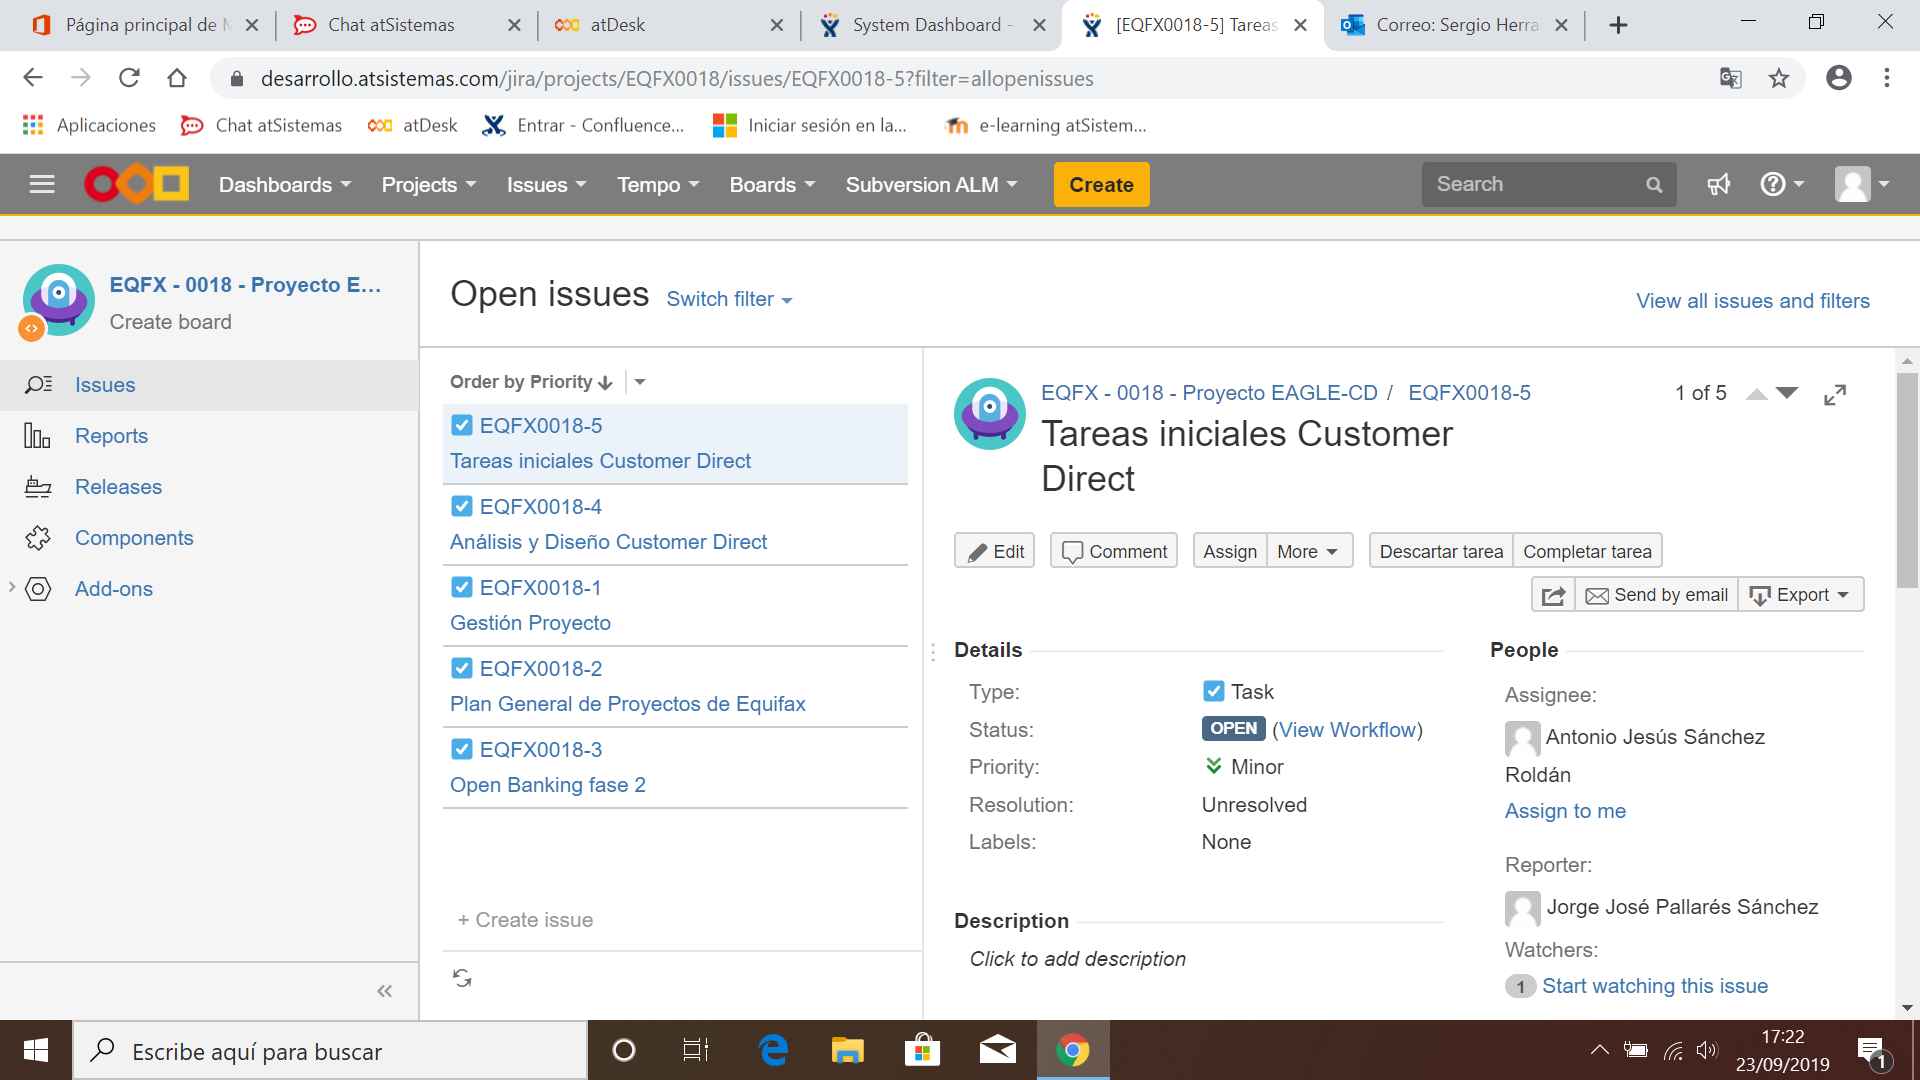 Página principal de M
Chat atSistemas
atDesk
System Dashboard -
[EQFX0018-5] Tareas
Correo: Sergio Herra
desarrollo.atsistemas.com/jira/projects/EQFX0018/issues/EQFX0018-5?filter=allopenissues
Aplicaciones
Chat atSistemas
atDesk
Entrar - Confluence...
Iniciar sesión en la...
e-learning atSistem...
Dashboards
Projects
Issues
Tempo
Boards
Subversion ALM
Create
Search
EQFX - 0018 - Proyecto E...
Create board
Issues
Reports
Releases
Components
Add-ons
Open issues
Switch filter
View all issues and filters
Order by Priority
EQFX0018-5
Tareas iniciales Customer Direct
EQFX0018-4
Análisis y Diseño Customer Direct
EQFX0018-1
Gestión Proyecto
EQFX0018-2
Plan General de Proyectos de Equifax
EQFX0018-3
Open Banking fase 2
+ Create issue
EQFX - 0018 - Proyecto EAGLE-CD / EQFX0018-5
1 of 5
Tareas iniciales Customer
Direct
Edit
Comment
Assign
More
Descartar tarea
Completar tarea
Send by email
Export
Details
Type: Task
Status: OPEN (View Workflow)
Priority: Minor
Resolution: Unresolved
Labels: None
Description
Click to add description
People
Assignee:
Antonio Jesús Sánchez
Roldán
Assign to me
Reporter:
Jorge José Pallarés Sánchez
Watchers:
1 Start watching this issue
Escribe aquí para buscar
17:22
23/09/2019
1